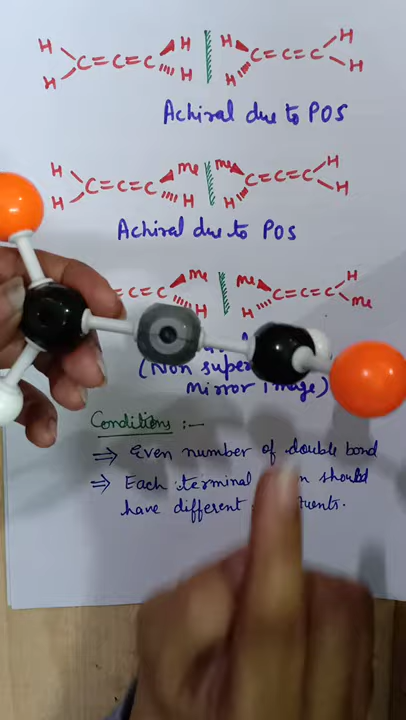 H H H H
C=C=C C=C=C
H H H H
Achiral due to POS
H me me H
C=C=C C=C=C
H H H H
Achiral due to POS
me me H
C=C C=C=C
H H me
(Non super
mirror image)
Conditions :-
⇒ Even number of double bond
⇒ Each terminal should
have different